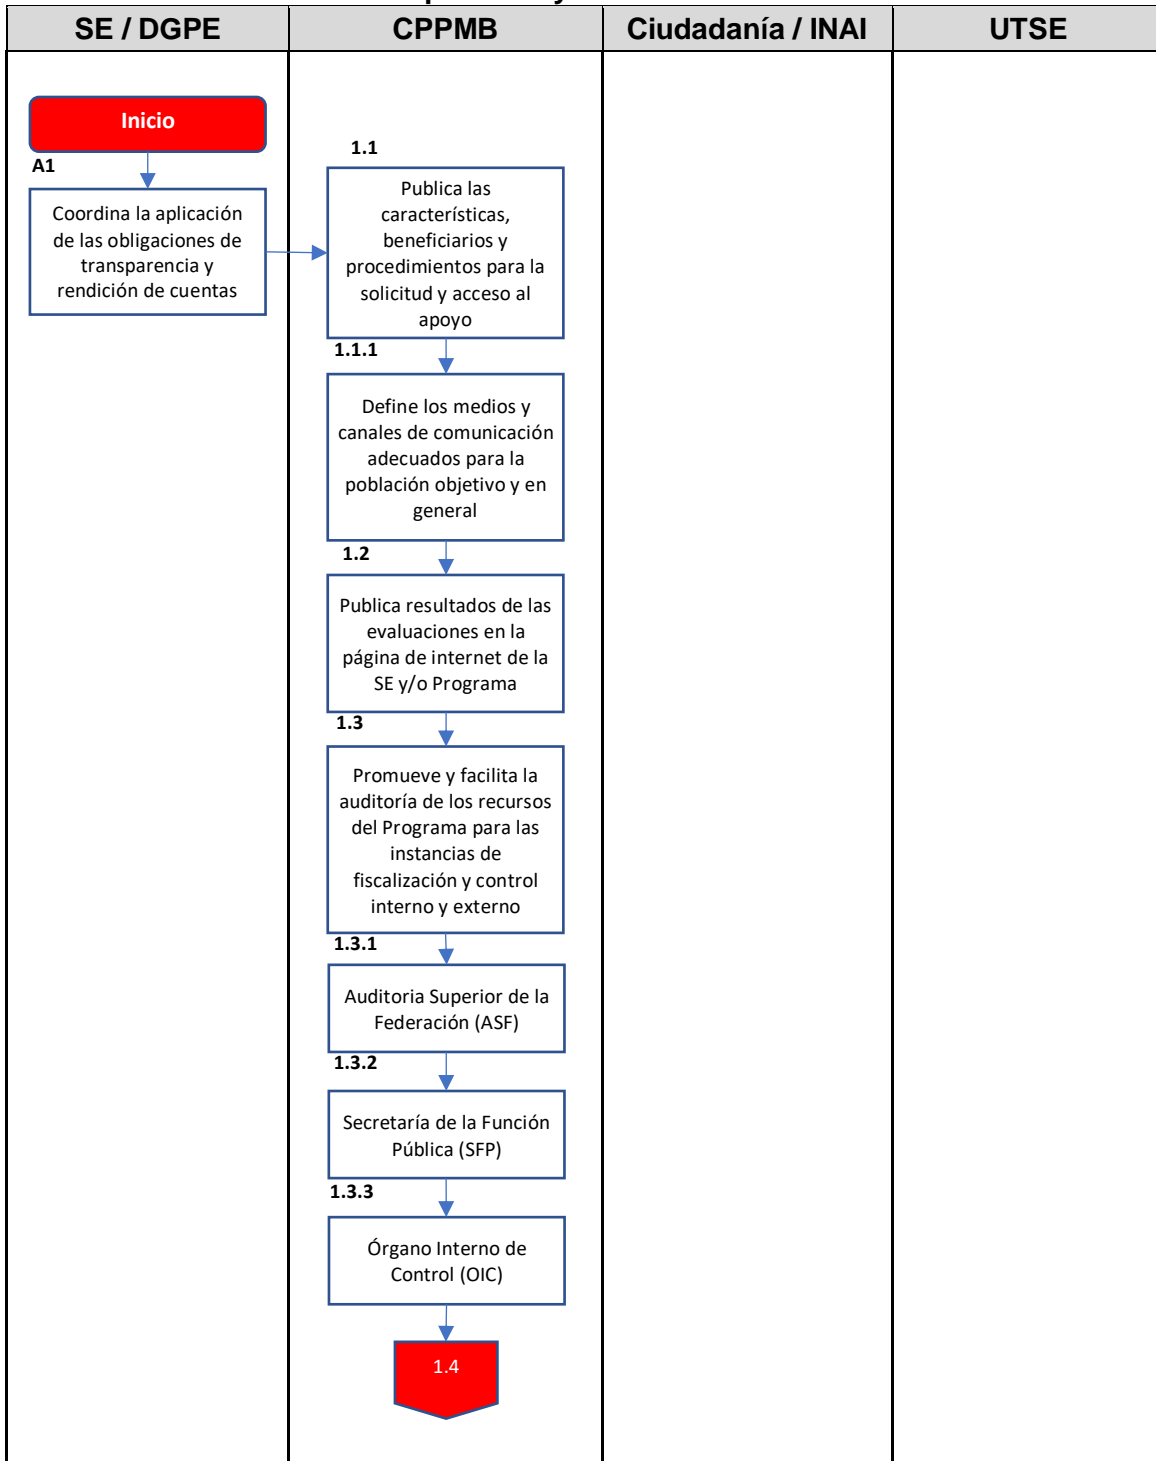 SE / DGPE
CPPMB
Ciudadanía / INAI
UTSE
Inicio
A1
Coordina la aplicación
de las obligaciones de
transparencia y
rendición de cuentas
1.1
Publica las
características,
beneficiarios y
procedimientos para la
solicitud y acceso al
apoyo
1.1.1
Define los medios y
canales de comunicación
adecuados para la
población objetivo y en
general
1.2
Publica resultados de las
evaluaciones en la
página de internet de la
SE y/o Programa
1.3
Promueve y facilita la
auditoría de los recursos
del Programa para las
instancias de
fiscalización y control
interno y externo
1.3.1
Auditoria Superior de la
Federación (ASF)
1.3.2
Secretaría de la Función
Pública (SFP)
1.3.3
Órgano Interno de
Control (OIC)
1.4